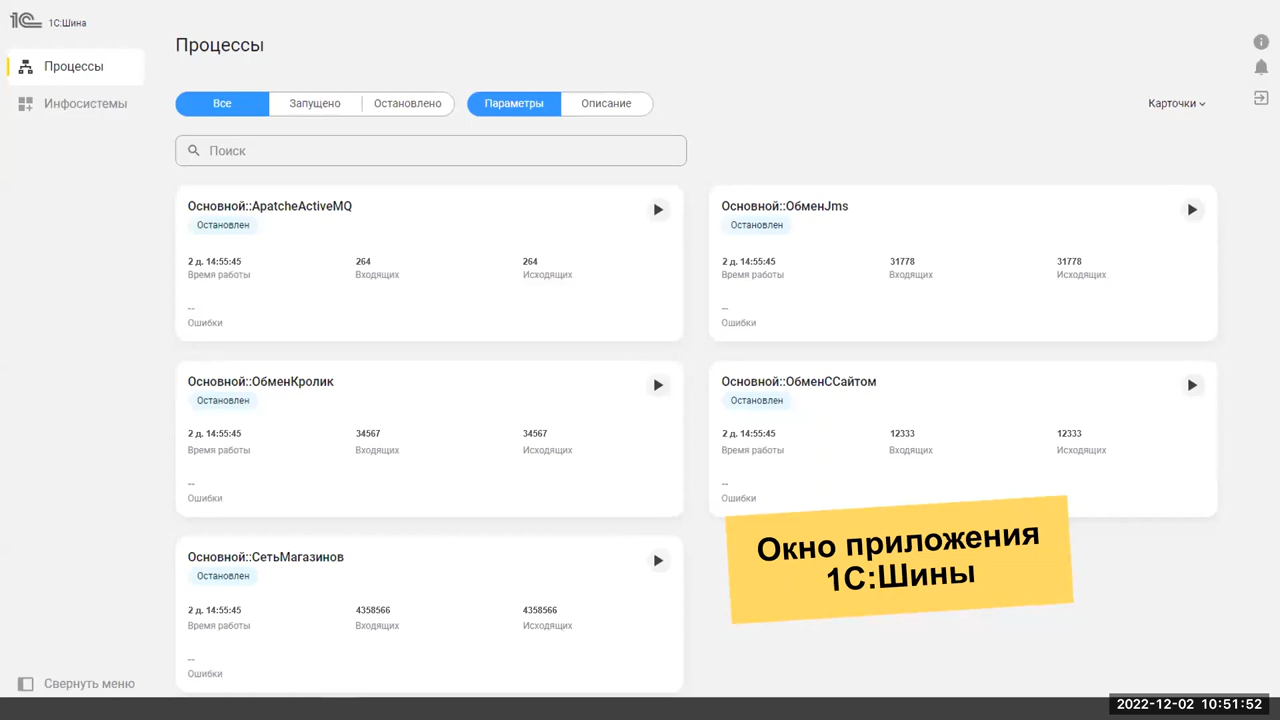 1С 1С:Шина
Процессы
Процессы
Инфосистемы
Все Запущено Остановлено Параметры Описание Карточки
Поиск
Основной::ApatcheActiveMQ
Остановлен
2 д. 14:55:45 264 264
Время работы Входящих Исходящих
--
Ошибки
Основной::ОбменJms
Остановлен
2 д. 14:55:45 31778 31778
Время работы Входящих Исходящих
--
Ошибки
Основной::ОбменКролик
Остановлен
2 д. 14:55:45 34567 34567
Время работы Входящих Исходящих
--
Ошибки
Основной::ОбменССайтом
Остановлен
2 д. 14:55:45 12333 12333
Время работы Входящих Исходящих
--
Ошибки
Основной::СетьМагазинов
Остановлен
2 д. 14:55:45 4358566 4358566
Время работы Входящих Исходящих
--
Ошибки
Окно приложения
1С:Шины
Свернуть меню
2022-12-02 10:51:52